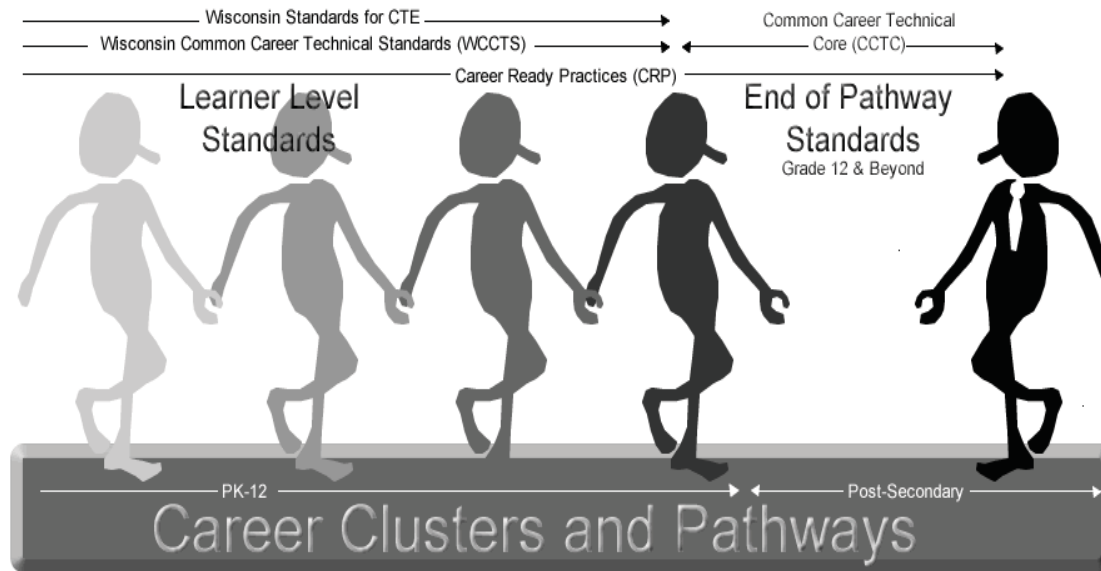 Wisconsin Standards for CTE
Wisconsin Common Career Technical Standards (WCCTS)
Common Career Technical
Core (CCTC)
Career Ready Practices (CRP)
Learner Level
Standards
End of Pathway
Standards
Grade 12 & Beyond
PK-12
Post-Secondary
Career Clusters and Pathways